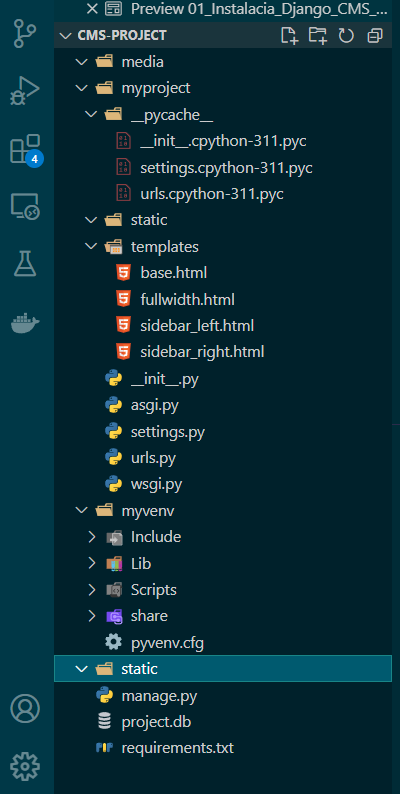 Preview 01_Instalacia_Django_CMS_...
CMS-PROJECT
media
myproject
__pycache__
__init__.cpython-311.pyc
settings.cpython-311.pyc
urls.cpython-311.pyc
static
templates
base.html
fullwidth.html
sidebar_left.html
sidebar_right.html
__init__.py
asgi.py
settings.py
urls.py
wsgi.py
myvenv
Include
Lib
Scripts
share
pyvenv.cfg
static
manage.py
project.db
requirements.txt
4